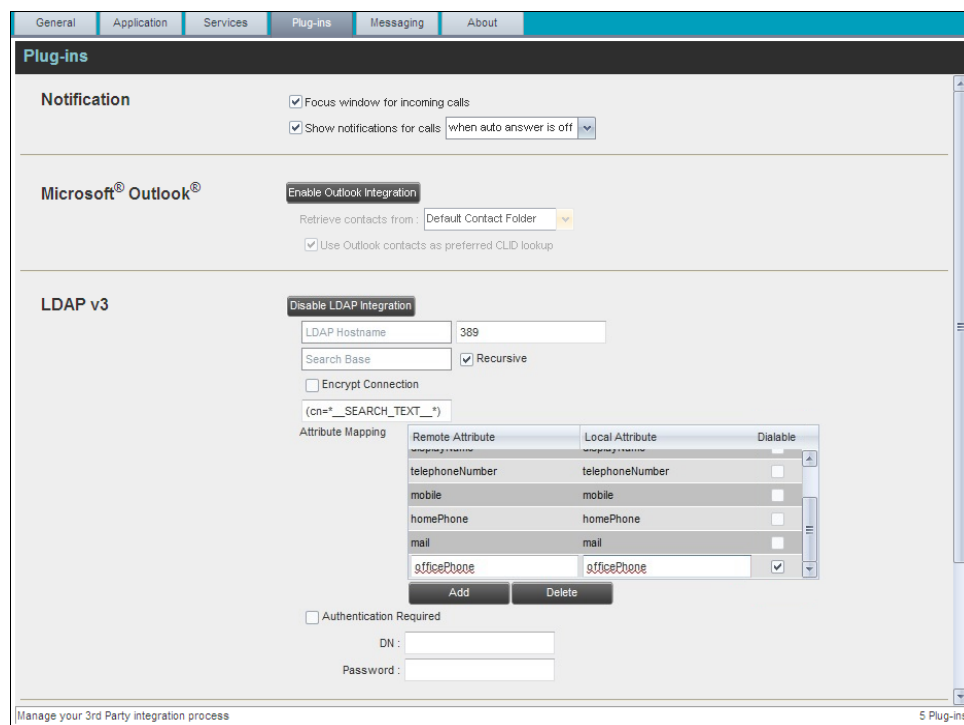 General Application Services Plug-ins Messaging About
Plug-ins
Notification
Focus window for incoming calls
Show notifications for calls when auto answer is off
Microsoft® Outlook®
Enable Outlook Integration
Retrieve contacts from : Default Contact Folder
Use Outlook contacts as preferred CLID lookup
LDAP v3
Disable LDAP Integration
LDAP Hostname 389
Search Base Recursive
Encrypt Connection
(cn=*__SEARCH_TEXT__*)
Attribute Mapping Remote Attribute Local Attribute Dialable
displayName displayName
telephoneNumber telephoneNumber
mobile mobile
homePhone homePhone
mail mail
officePhone officePhone
Add Delete
Authentication Required
DN :
Password :
Manage your 3rd Party integration process 5 Plug-ins